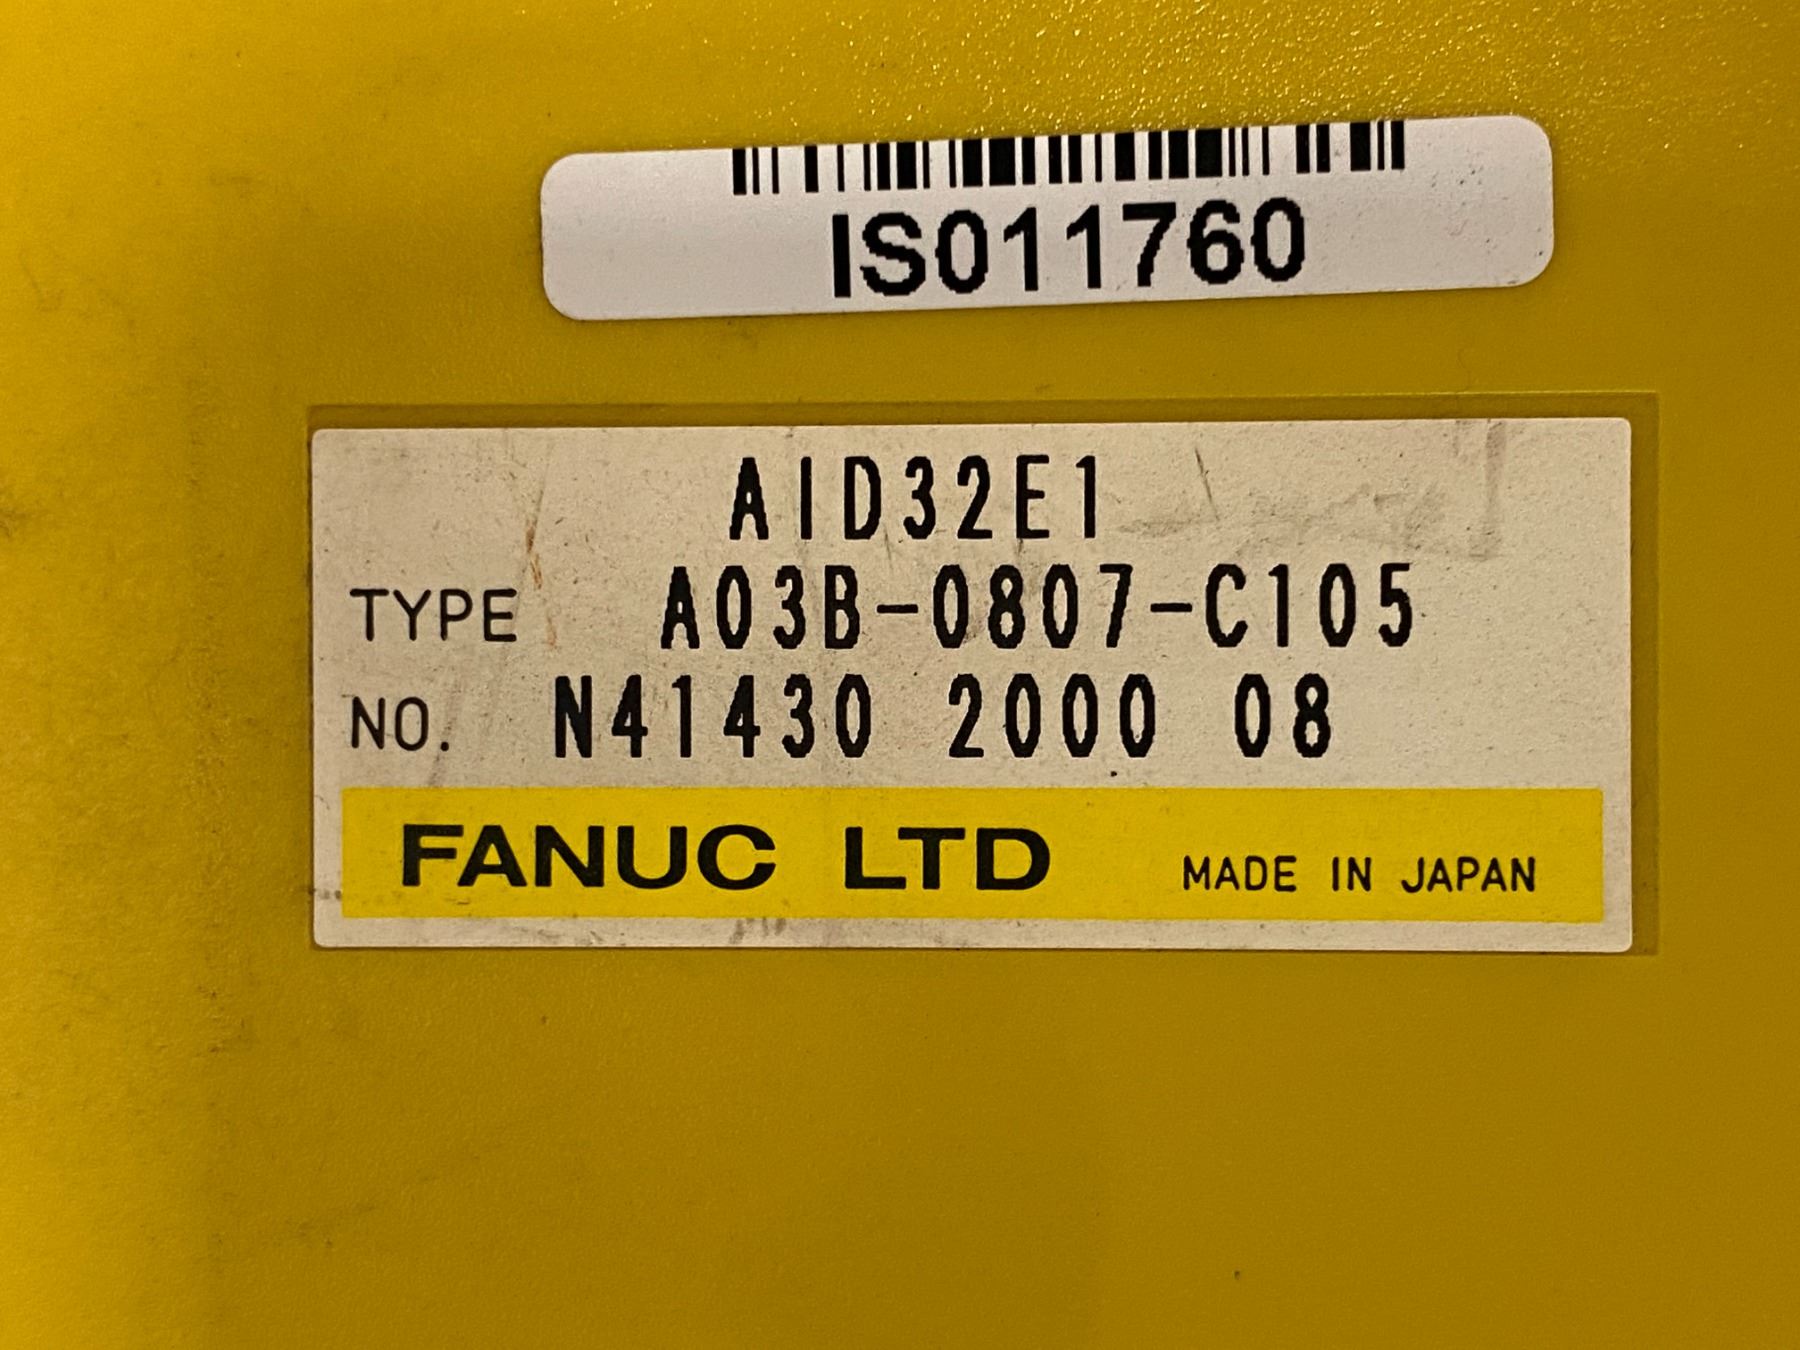 IS011760
AID32E1
TYPE A03B-0807-C105
NO. N41430 2000 08
FANUC LTD MADE IN JAPAN